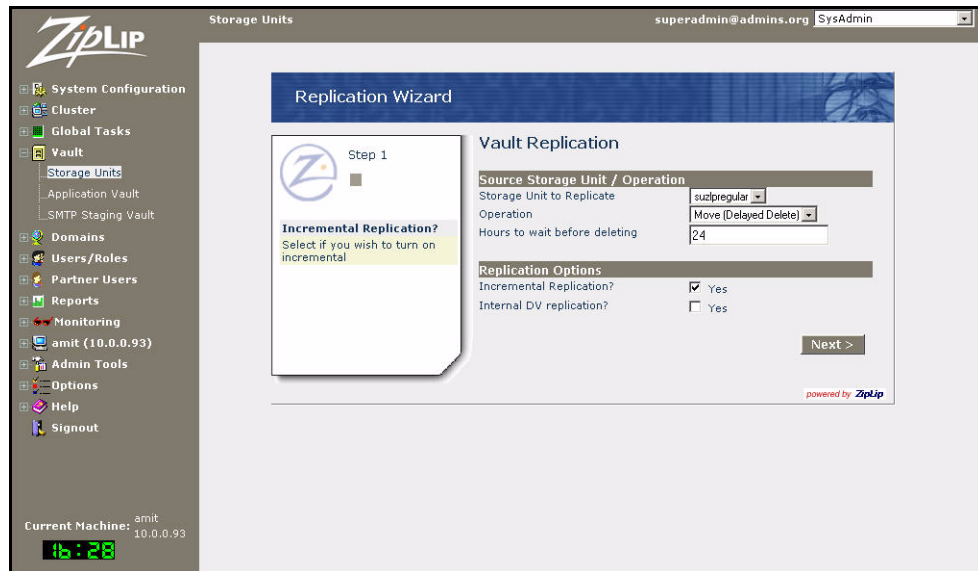 ZipLip
Storage Units
superadmin@admins.org
SysAdmin
System Configuration
Cluster
Global Tasks
Vault
Storage Units
Application Vault
SMTP Staging Vault
Domains
Users/Roles
Partner Users
Reports
Monitoring
amit (10.0.0.93)
Admin Tools
Options
Help
Signout
Current Machine: amit
10.0.0.93
16:28
Replication Wizard
Step 1
Incremental Replication?
Select if you wish to turn on
incremental
Vault Replication
Source Storage Unit / Operation
Storage Unit to Replicate suzlpregular
Operation Move (Delayed Delete)
Hours to wait before deleting 24
Replication Options
Incremental Replication? Yes
Internal DV replication? Yes
Next >
powered by ZipLip